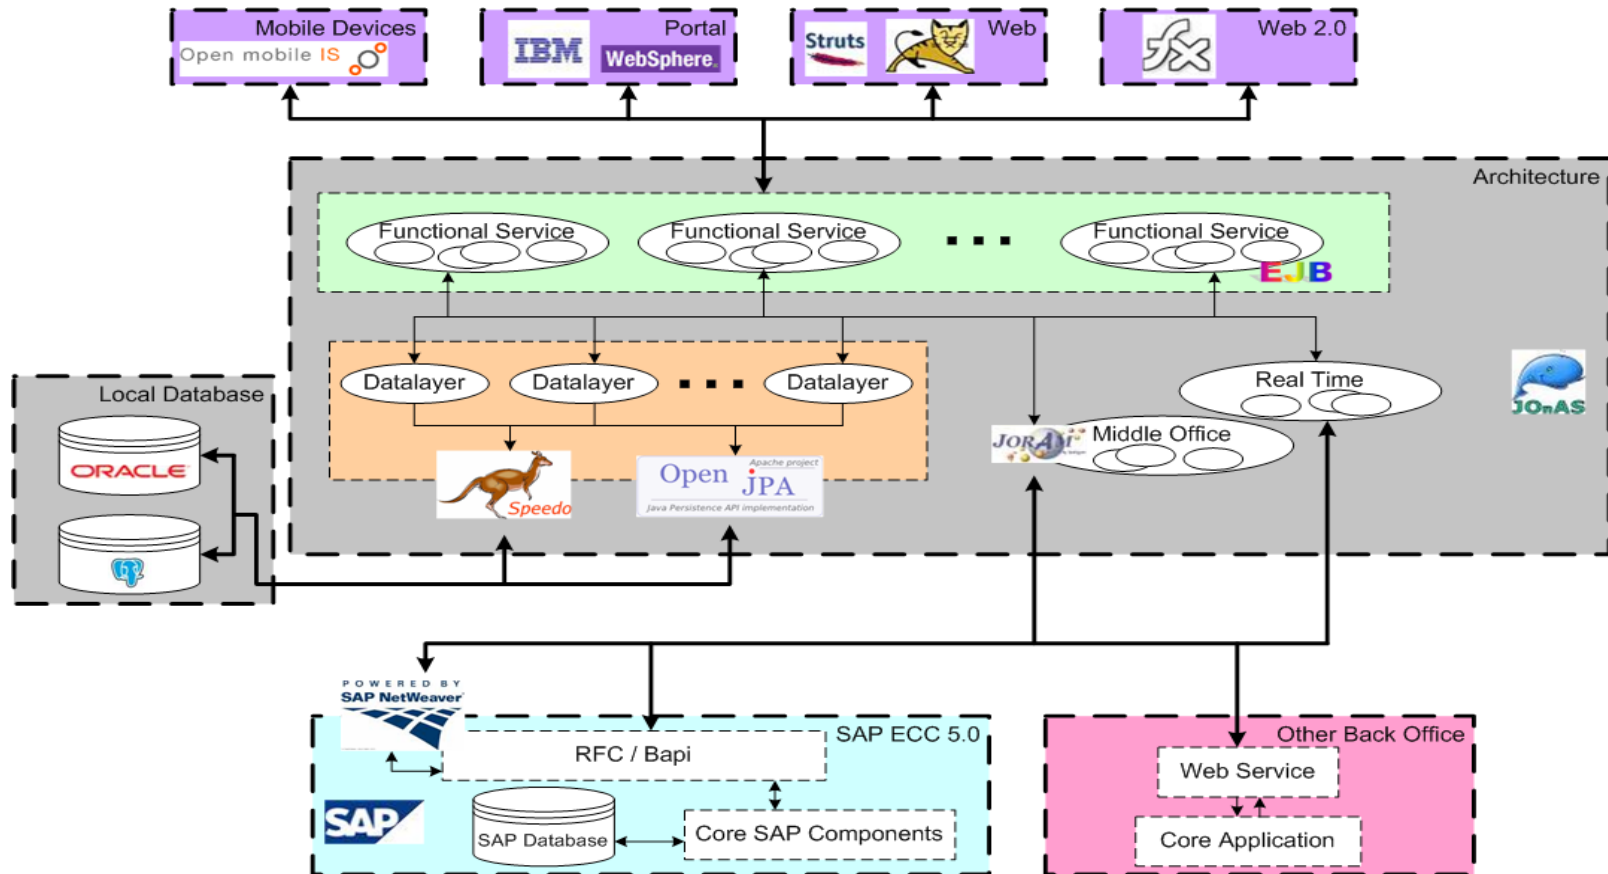 Mobile Devices
Open mobile IS
Portal
IBM
WebSphere.
Web
Struts
Web 2.0
fx
Architecture
Functional Service
Functional Service
...
Functional Service
EJB
Datalayer
Datalayer
...
Datalayer
Real Time
JOnAS
Local Database
ORACLE
JORAM
Middle Office
Speedo
Apache project
Open JPA
Java Persistence API implementation
POWERED BY
SAP NetWeaver
SAP ECC 5.0
RFC / Bapi
SAP
SAP Database
Core SAP Components
Other Back Office
Web Service
Core Application